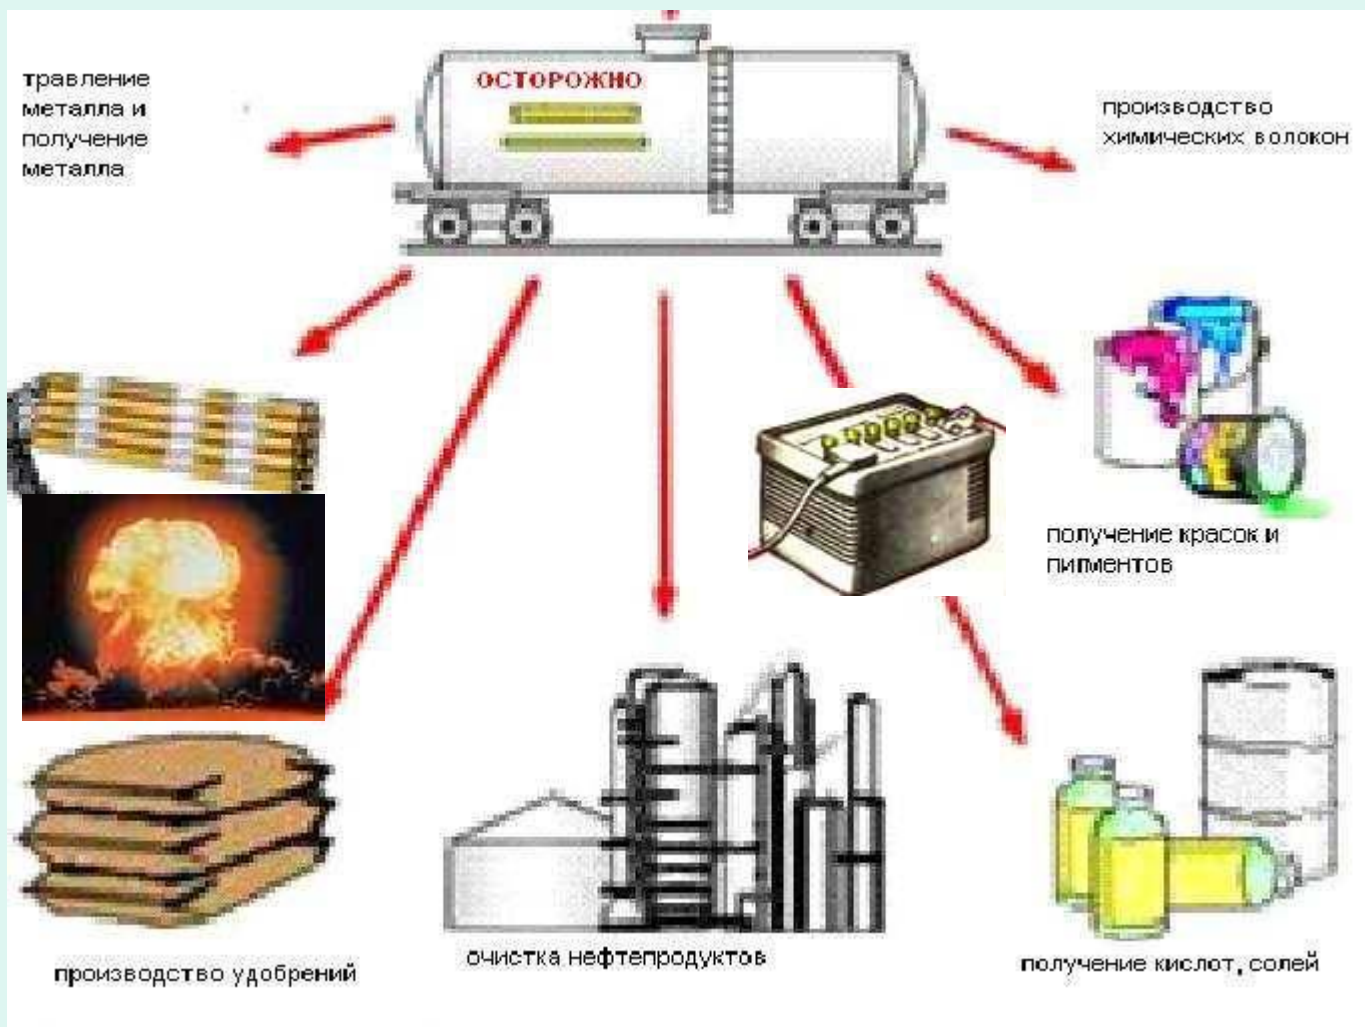 ОСТОРОЖНО
травление
металла и
получение
металла
производство
химических волокон
получение красок и
пигментов
производство удобрений
очистка нефтепродуктов
получение кислот, солей